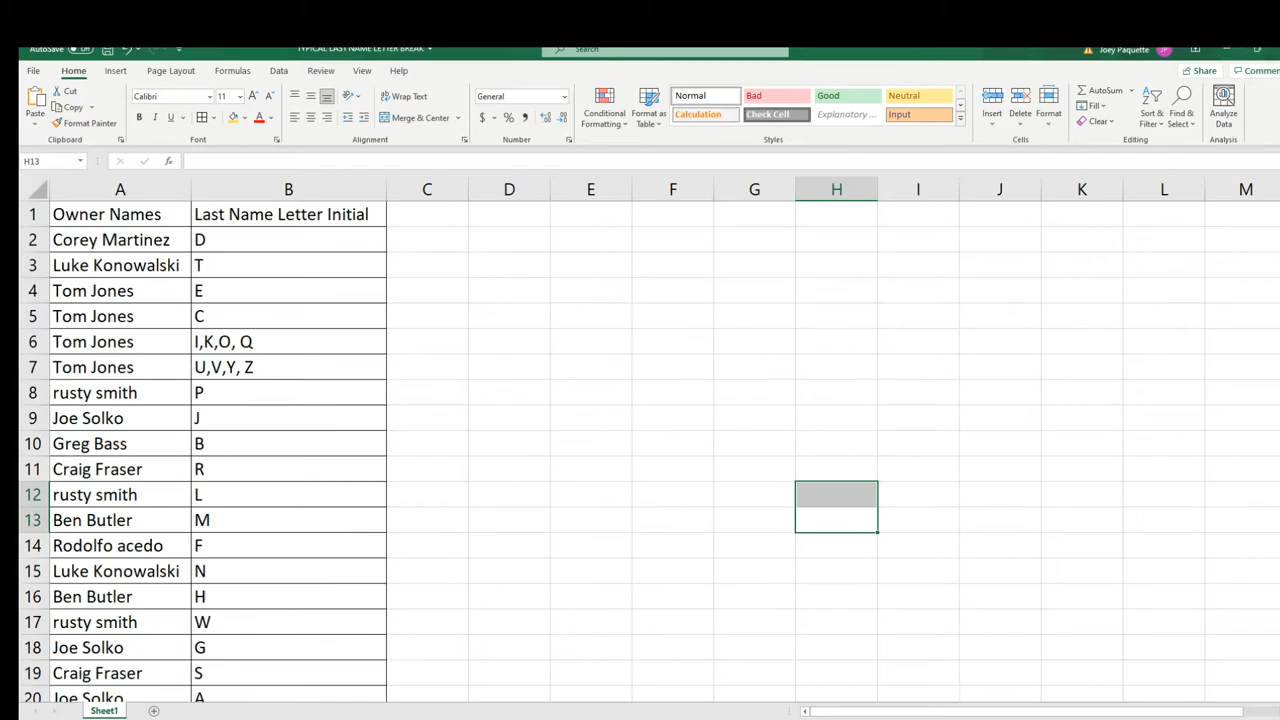 AutoSave Off TYPICAL LAST NAME LETTER BREAK Search Joey Paquette JP
File Home Insert Page Layout Formulas Data Review View Help Share Comments
Paste Cut Copy Format Painter
Calibri 11 A A B I U A
Wrap Text Merge & Center
General $ % ,
Conditional Formatting Format as Table
Normal Bad Good Neutral
Calculation Check Cell Explanatory ... Input
Insert Delete Format
AutoSum Fill Clear Sort & Filter Find & Select Analyze Data
Clipboard Font Alignment Number Styles Cells Editing Analysis
H13 fx
A B C D E F G H I J K L M
1 Owner Names Last Name Letter Initial
2 Corey Martinez D
3 Luke Konowalski T
4 Tom Jones E
5 Tom Jones C
6 Tom Jones I,K,O, Q
7 Tom Jones U,V,Y, Z
8 rusty smith P
9 Joe Solko J
10 Greg Bass B
11 Craig Fraser R
12 rusty smith L
13 Ben Butler M
14 Rodolfo acedo F
15 Luke Konowalski N
16 Ben Butler H
17 rusty smith W
18 Joe Solko G
19 Craig Fraser S
20 Joe Solko A
Sheet1